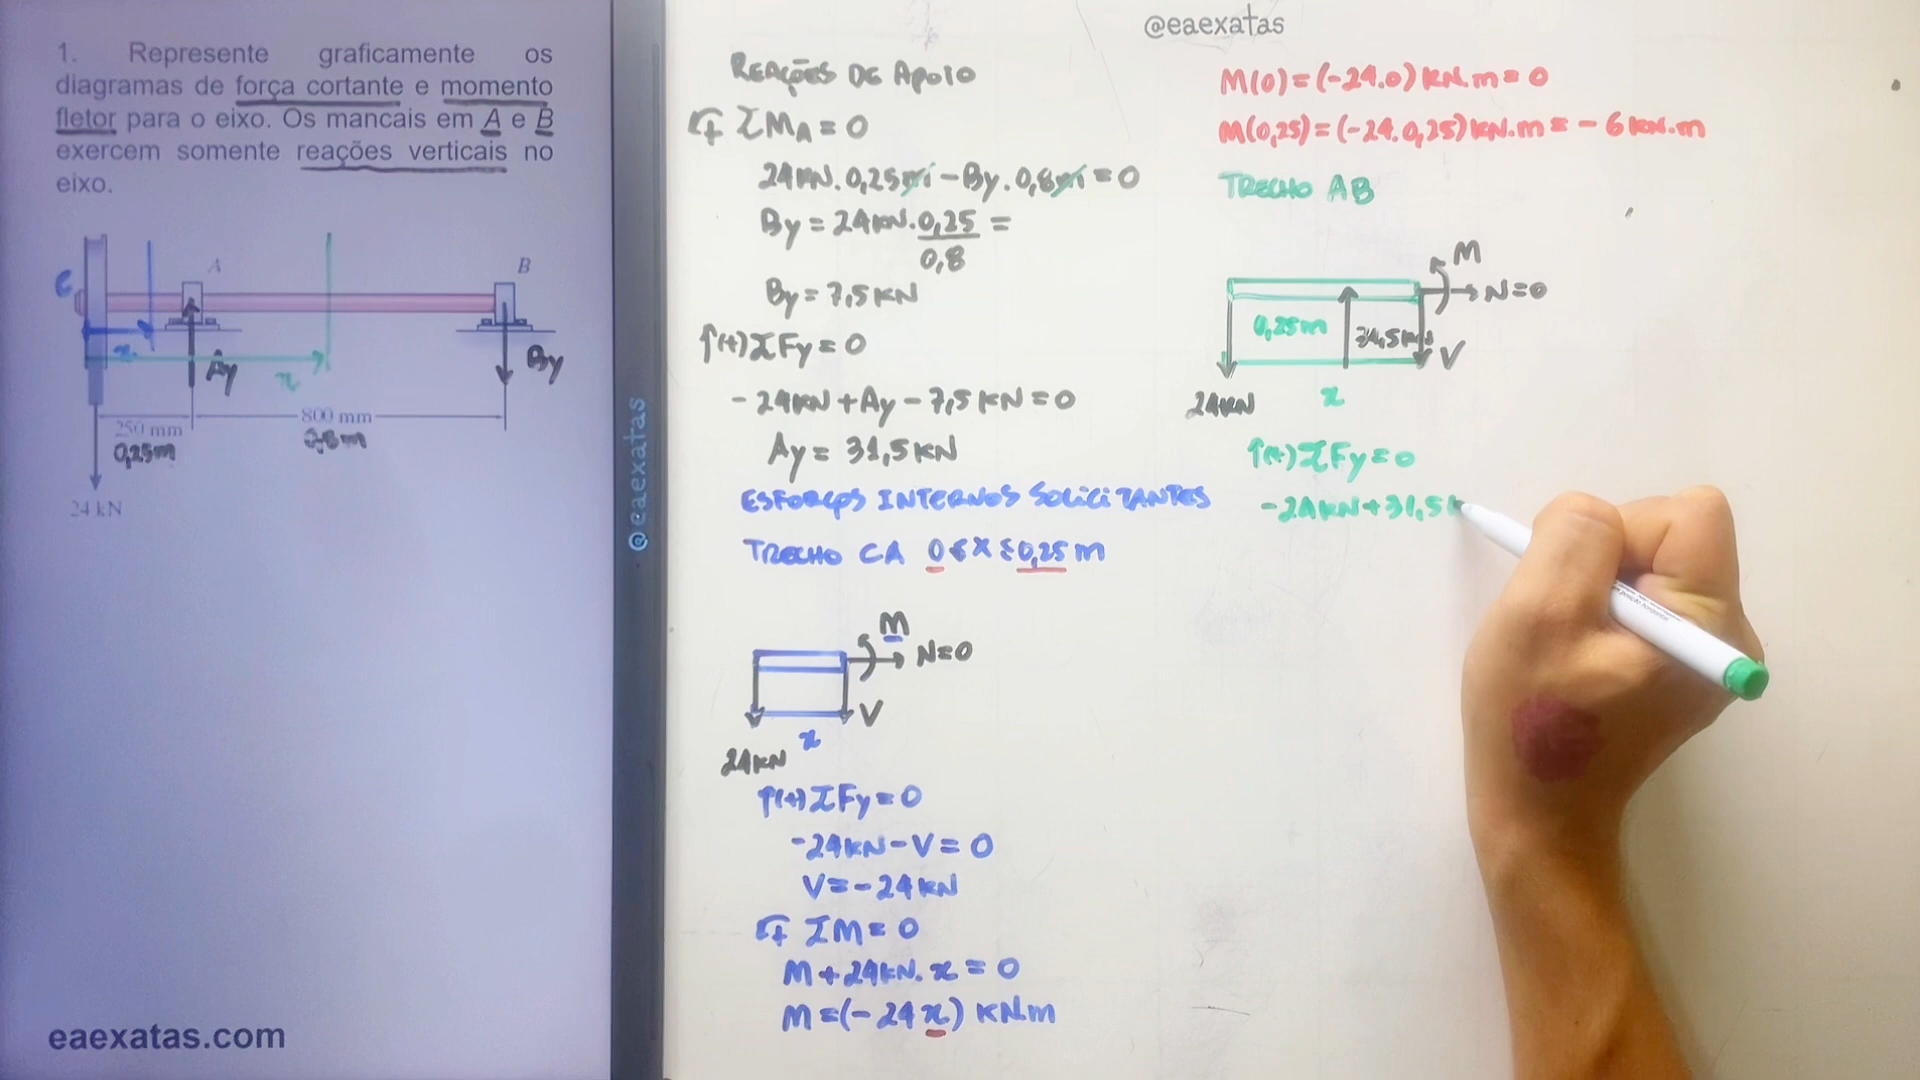 1. Represente graficamente os
diagramas de força cortante e momento
fletor para o eixo. Os mancais em A e B
exercem somente reações verticais no
eixo.
C
A
B
x
Ay
x
By
250 mm
0,25m
800 mm
0,8m
24 kN
eaexatas.com
@eaexatas
@eaexatas
REAÇÕES DE APOIO
+ ΣMA = 0
24kN.0,25m - By.0,8m = 0
By = 24kN.0,25 =
0,8
By = 7,5 kN
↑(+) ΣFy = 0
-24kN + Ay - 7,5 kN = 0
Ay = 31,5 kN
ESFORÇOS INTERNOS SOLICITANTES
TRECHO CA 0 ≤ x ≤ 0,25 m
M
N=0
V
x
24kN
↑(+) ΣFy = 0
-24kN - V = 0
V = -24 kN
+ ΣM = 0
M + 24kN. x = 0
M = (-24x) kN.m
M(0) = (-24.0) kN.m = 0
M(0,25) = (-24.0,25) kN.m = -6 kN.m
TRECHO AB
M
N=0
0,25m
31,5kN
V
24kN
x
↑(+) ΣFy = 0
-24kN + 31,5 k